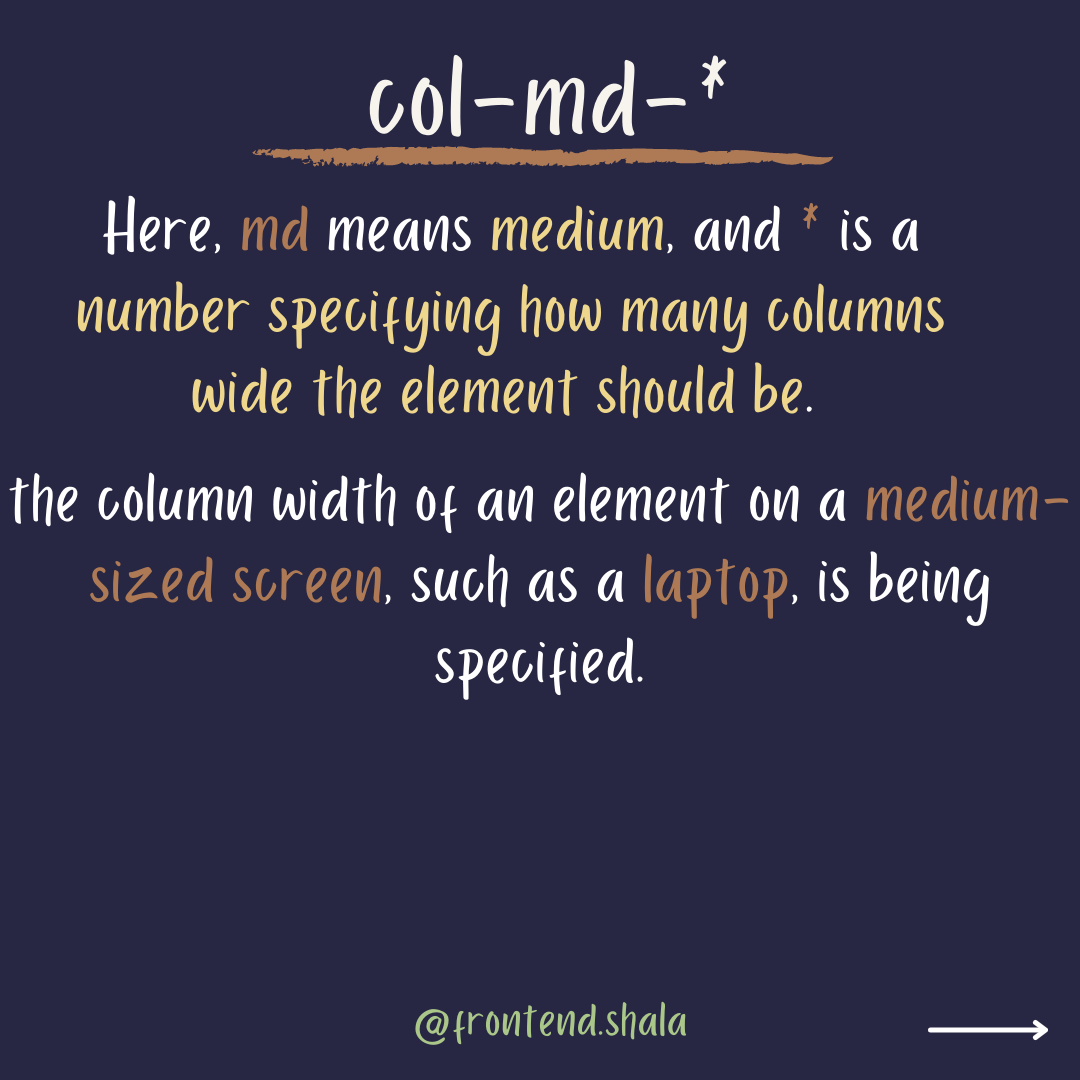 col-md-*
Here, md means medium, and * is a
number specifying how many columns
wide the element should be.
the column width of an element on a medium-
sized screen, such as a laptop, is being
specified.
@frontend.shala